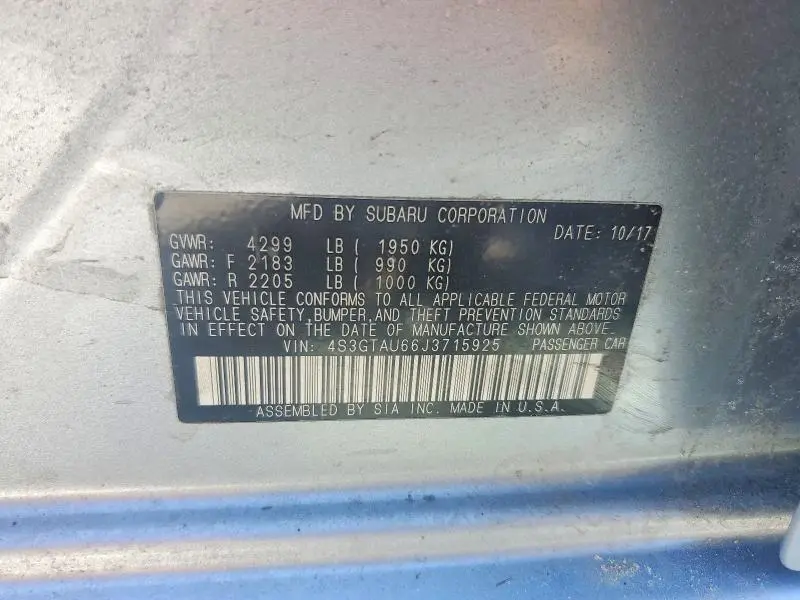 MFD BY SUBARU CORPORATION
DATE: 10/17
GVWR: 4299 LB ( 1950 KG)
GAWR: F 2183 LB ( 990 KG)
GAWR: R 2205 LB ( 1000 KG)
THIS VEHICLE CONFORMS TO ALL APPLICABLE FEDERAL MOTOR
VEHICLE SAFETY,BUMPER,AND THEFT PREVENTION STANDARDS
IN EFFECT ON THE DATE OF MANUFACTURE SHOWN ABOVE.
VIN: 4S3GTAU66J3715925 PASSENGER CAR
ASSEMBLED BY SIA INC. MADE IN U.S.A.